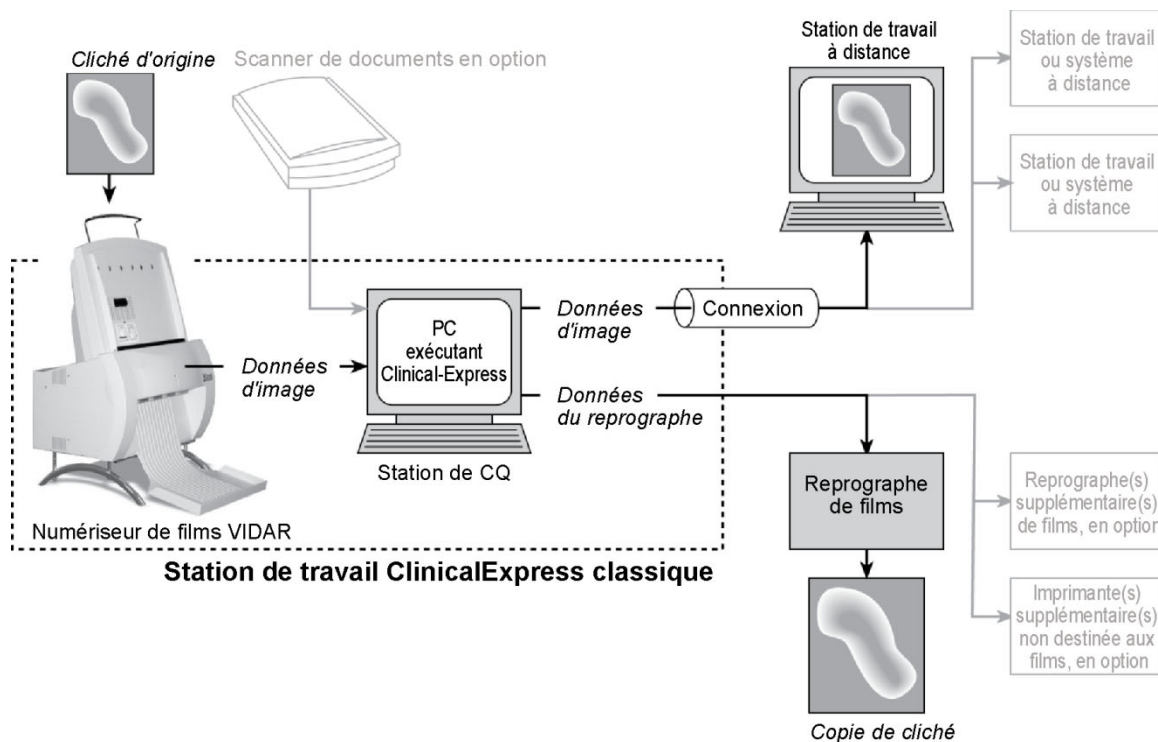 Cliché d'origine
Scanner de documents en option
Station de travail
à distance
Station de travail
ou système
à distance
Station de travail
ou système
à distance
Données
d'image
PC
exécutant
Clinical-Express
Données
d'image
Connexion
Données
du reprographe
Station de CQ
Numériseur de films VIDAR
Station de travail ClinicalExpress classique
Reprographe
de films
Reprographe(s)
supplémentaire(s)
de films, en option
Imprimante(s)
supplémentaire(s)
non destinée aux
films, en option
Copie de cliché